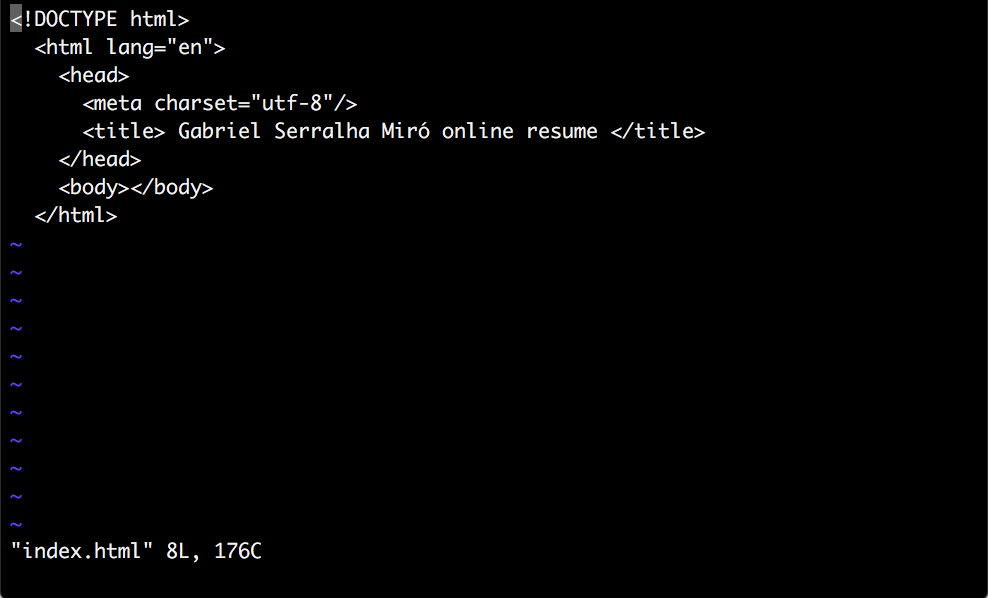 <!DOCTYPE html>
  <html lang="en">
    <head>
      <meta charset="utf-8"/>
      <title> Gabriel Serralha Miró online resume </title>
    </head>
    <body></body>
  </html>
~
~
~
~
~
~
~
~
~
~
~
"index.html" 8L, 176C